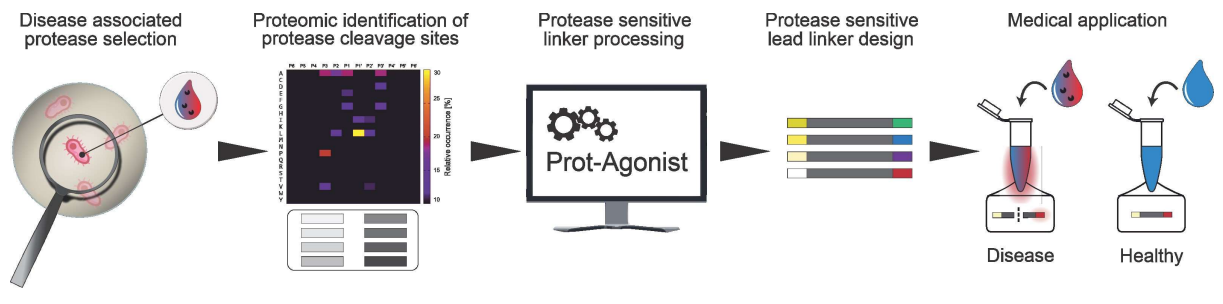 Disease associated
protease selection
Proteomic identification of
protease cleavage sites
Protease sensitive
linker processing
Protease sensitive
lead linker design
Medical application
P6 P5 P4 P3 P2 P1 P1' P2' P3' P4' P5' P6'
A
C
D
E
F
G
H
I
K
L
M
N
P
Q
R
S
T
V
W
Y
30
25
20
15
10
Relative occurrence [%]
Prot-Agonist
Disease
Healthy